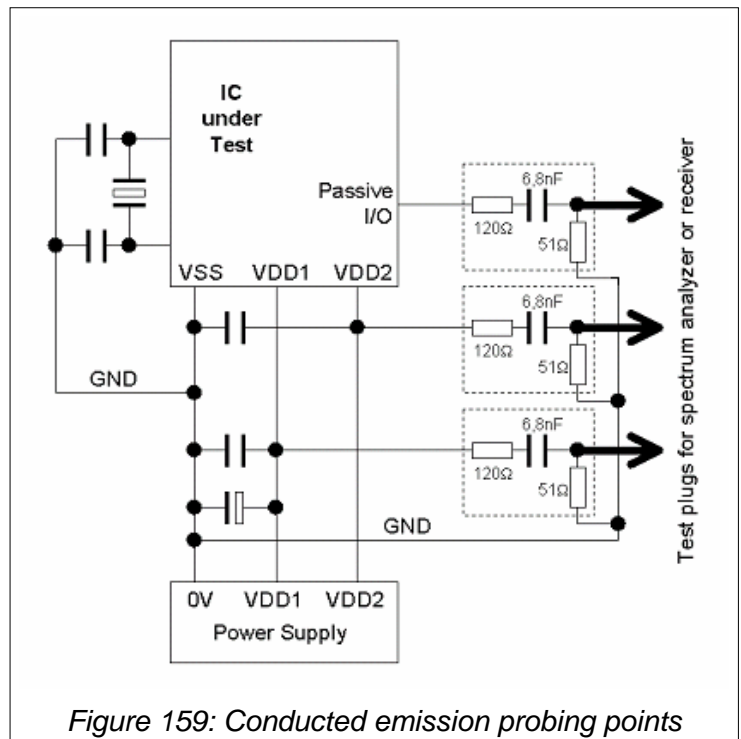 IC
under
Test
Passive
I/O
VSS VDD1 VDD2
GND
6,8nF
120Ω
51Ω
6,8nF
120Ω
51Ω
6,8nF
120Ω
51Ω
GND
0V VDD1 VDD2
Power Supply
Test plugs for spectrum analyzer or receiver
Figure 159: Conducted emission probing points